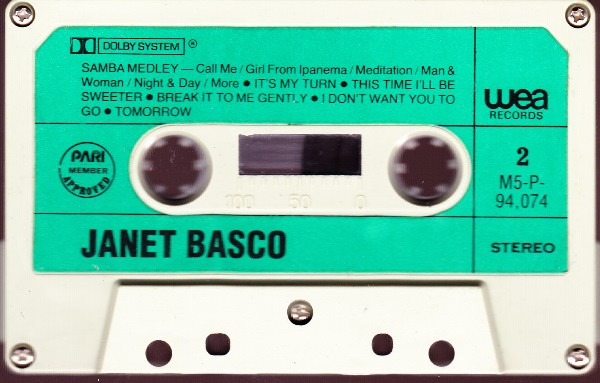 DOLBY SYSTEM ®
SAMBA MEDLEY — Call Me / Girl From Ipanema / Meditation / Man &
Woman / Night & Day / More ● IT'S MY TURN ● THIS TIME I'LL BE
SWEETER ● BREAK IT TO ME GENTLY ● I DON'T WANT YOU TO
GO ● TOMORROW
wea
RECORDS
PARI
MEMBER
APPROVED
2
M5-P-
94,074
100 50 0
JANET BASCO
STEREO